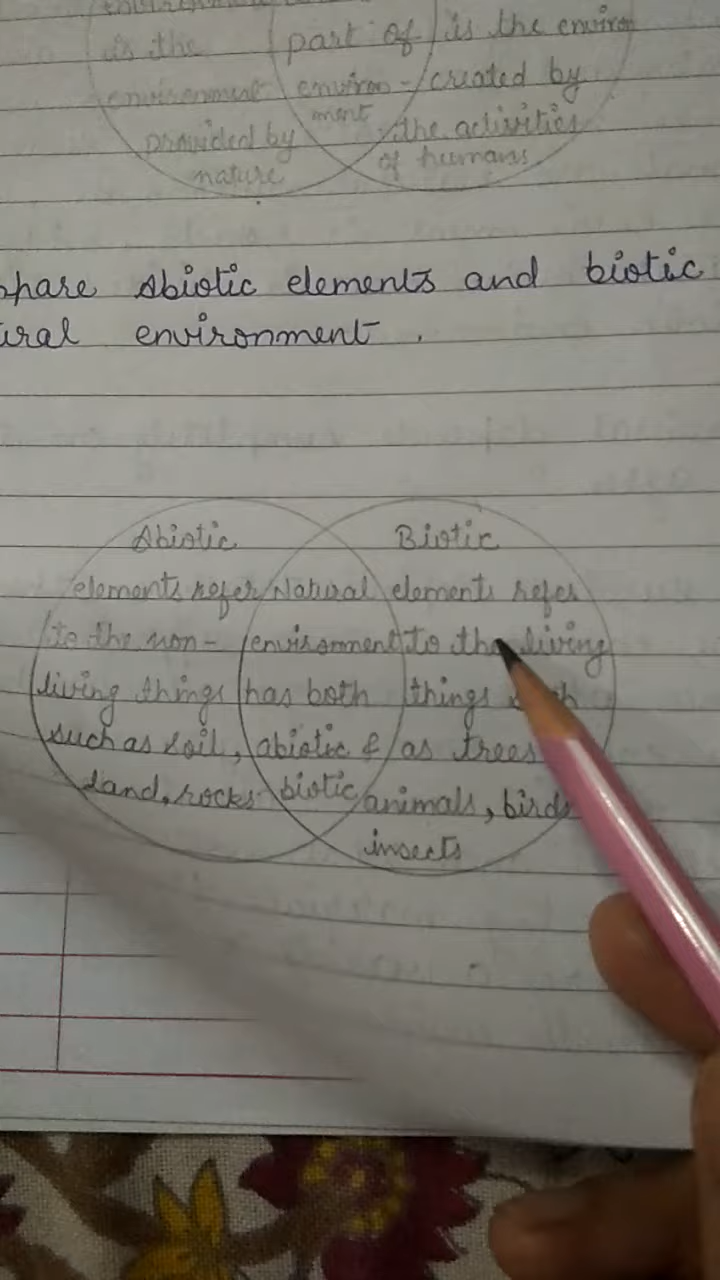 is the part of is the environ
environment environ- created by
ment
provided by the activities
nature of humans
phare Abiotic elements and biotic
ural environment.
Abiotic Biotic
elements refer Natural elements refer
to the non- environment to the living
living things has both things
such as soil, abiotic & as trees
land, rocks biotic animals, birds
insects